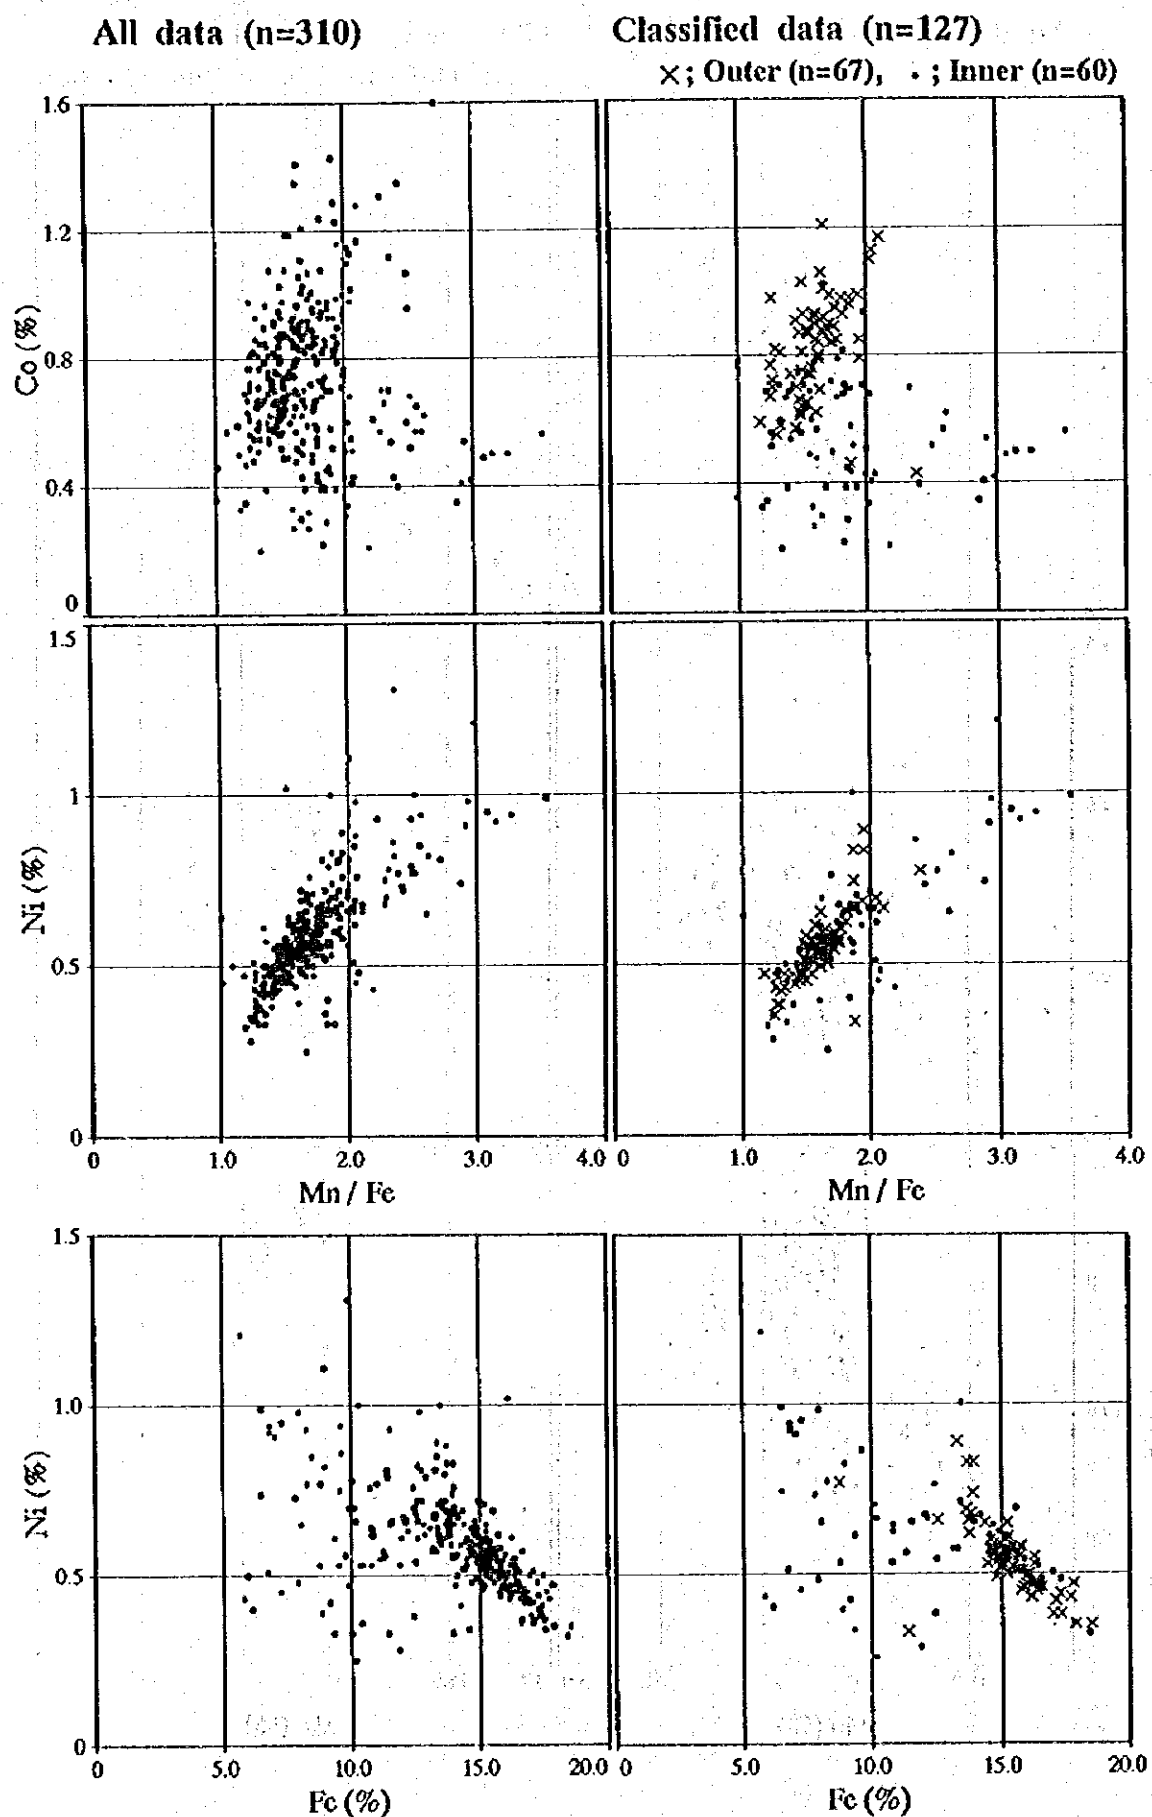 All data (n=310)
Classified data (n=127)
×; Outer (n=67), ・; Inner (n=60)
1.6
1.2
0.8
0.4
0
Co (%)
1.5
1
0.5
0
Ni (%)
0 1.0 2.0 3.0 4.0 0 1.0 2.0 3.0 4.0
Mn / Fe Mn / Fe
1.5
1.0
0.5
0
Ni (%)
0 5.0 10.0 15.0 20.0 0 5.0 10.0 15.0 20.0
Fe (%) Fe (%)